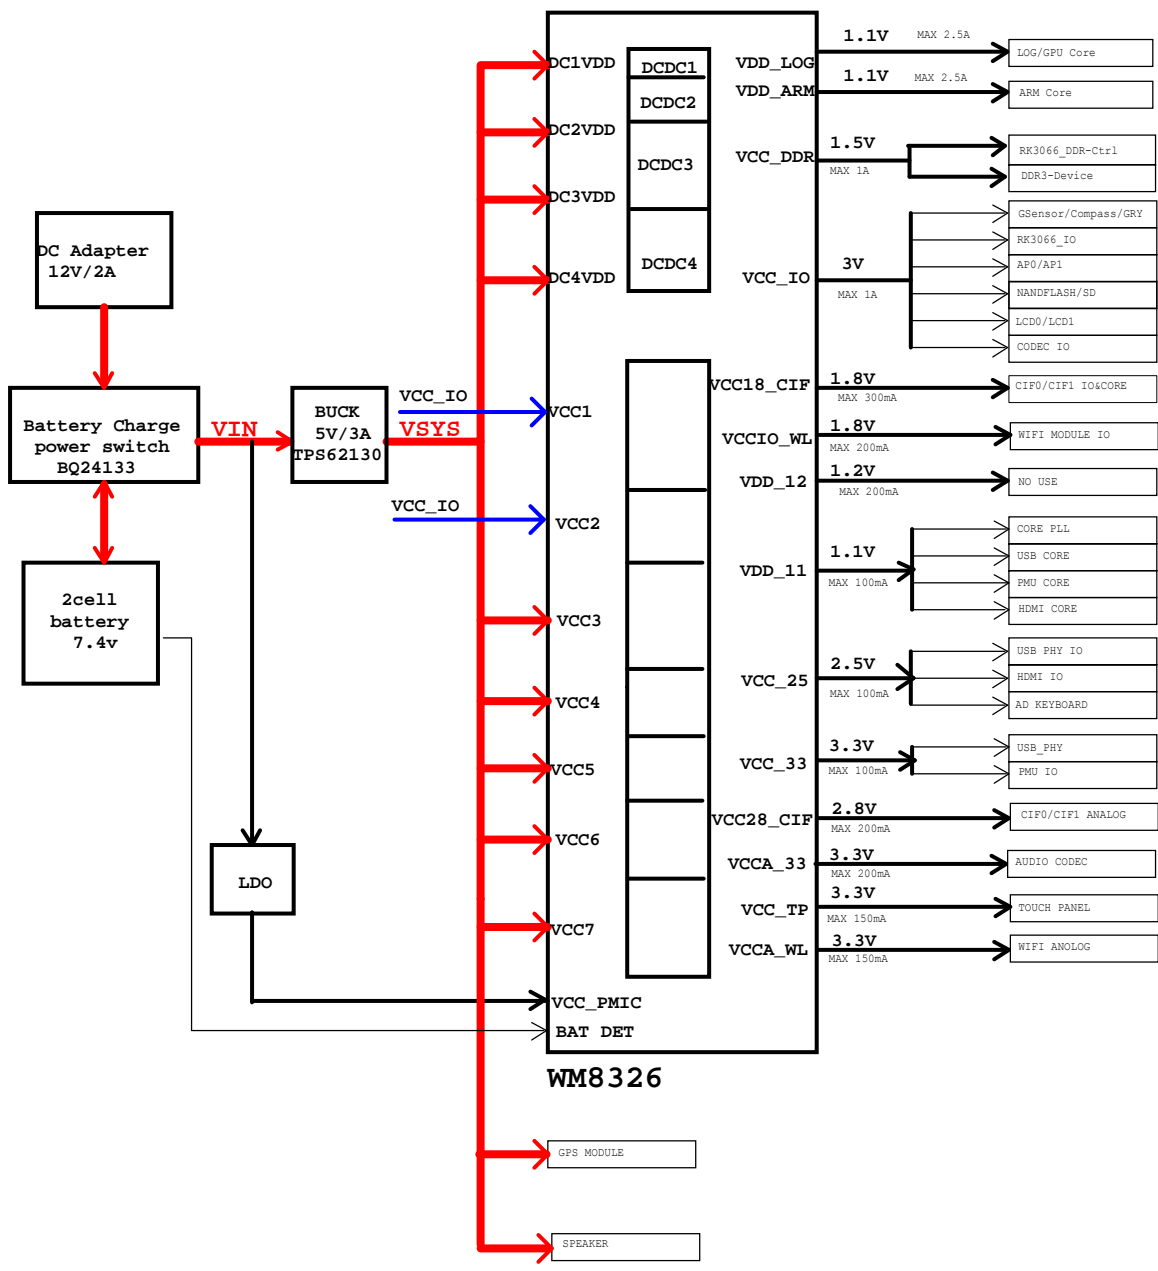 DC Adapter
12V/2A
Battery Charge
power switch
BQ24133
2cell
battery
7.4v
VIN
BUCK
5V/3A
TPS62130
VSYS
LDO
VCC_IO
VCC_IO
DC1VDD
DC2VDD
DC3VDD
DC4VDD
VCC1
VCC2
VCC3
VCC4
VCC5
VCC6
VCC7
VCC_PMIC
BAT DET
DCDC1
DCDC2
DCDC3
DCDC4
WM8326
GPS MODULE
SPEAKER
VDD_LOG
1.1V
MAX 2.5A
LOG/GPU Core
VDD_ARM
1.1V
MAX 2.5A
ARM Core
VCC_DDR
1.5V
MAX 1A
RK3066_DDR-Ctrl
DDR3-Device
VCC_IO
3V
MAX 1A
GSensor/Compass/GRY
RK3066_IO
AP0/AP1
NANDFLASH/SD
LCD0/LCD1
CODEC IO
VCC18_CIF
1.8V
MAX 300mA
CIF0/CIF1 IO&CORE
VCCIO_WL
1.8V
MAX 200mA
WIFI MODULE IO
VDD_12
1.2V
MAX 200mA
NO USE
VDD_11
1.1V
MAX 100mA
CORE PLL
USB CORE
PMU CORE
HDMI CORE
VCC_25
2.5V
MAX 100mA
USB PHY IO
HDMI IO
AD KEYBOARD
VCC_33
3.3V
MAX 100mA
USB_PHY
PMU IO
VCC28_CIF
2.8V
MAX 200mA
CIF0/CIF1 ANALOG
VCCA_33
3.3V
MAX 200mA
AUDIO CODEC
VCC_TP
3.3V
MAX 150mA
TOUCH PANEL
VCCA_WL
3.3V
MAX 150mA
WIFI ANOLOG